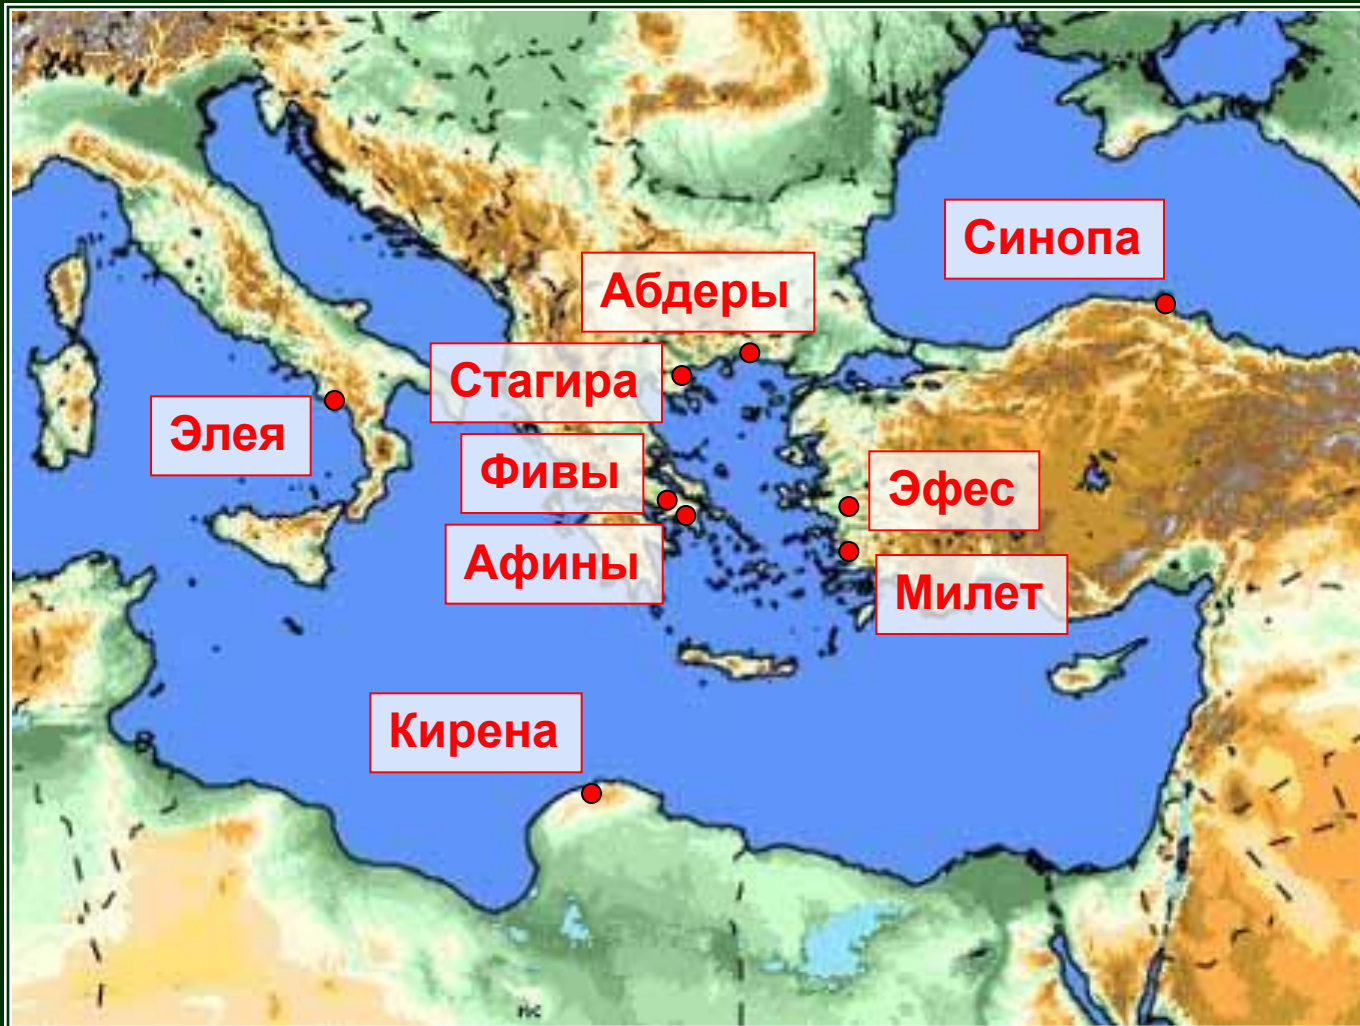 Синопа
Абдеры
Стагира
Элея
Фивы
Эфес
Афины
Милет
Кирена